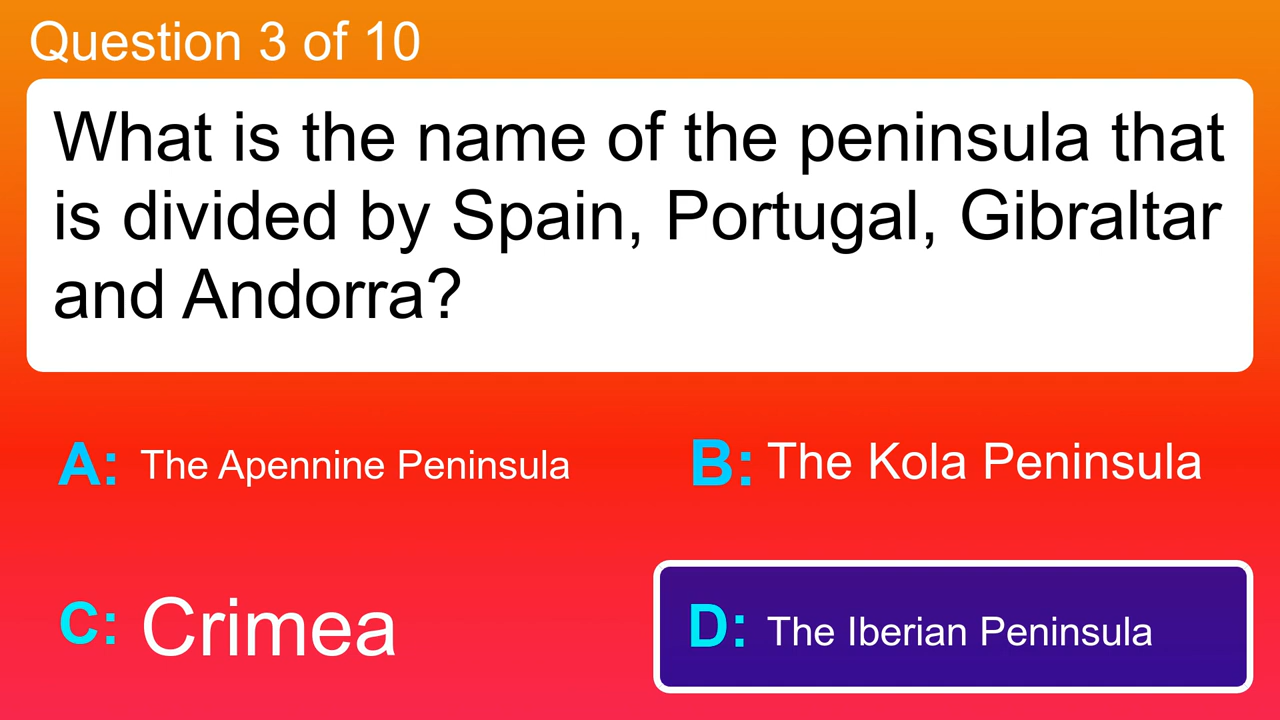 Question 3 of 10
What is the name of the peninsula that
is divided by Spain, Portugal, Gibraltar
and Andorra?
A: The Apennine Peninsula
B: The Kola Peninsula
C: Crimea
D: The Iberian Peninsula